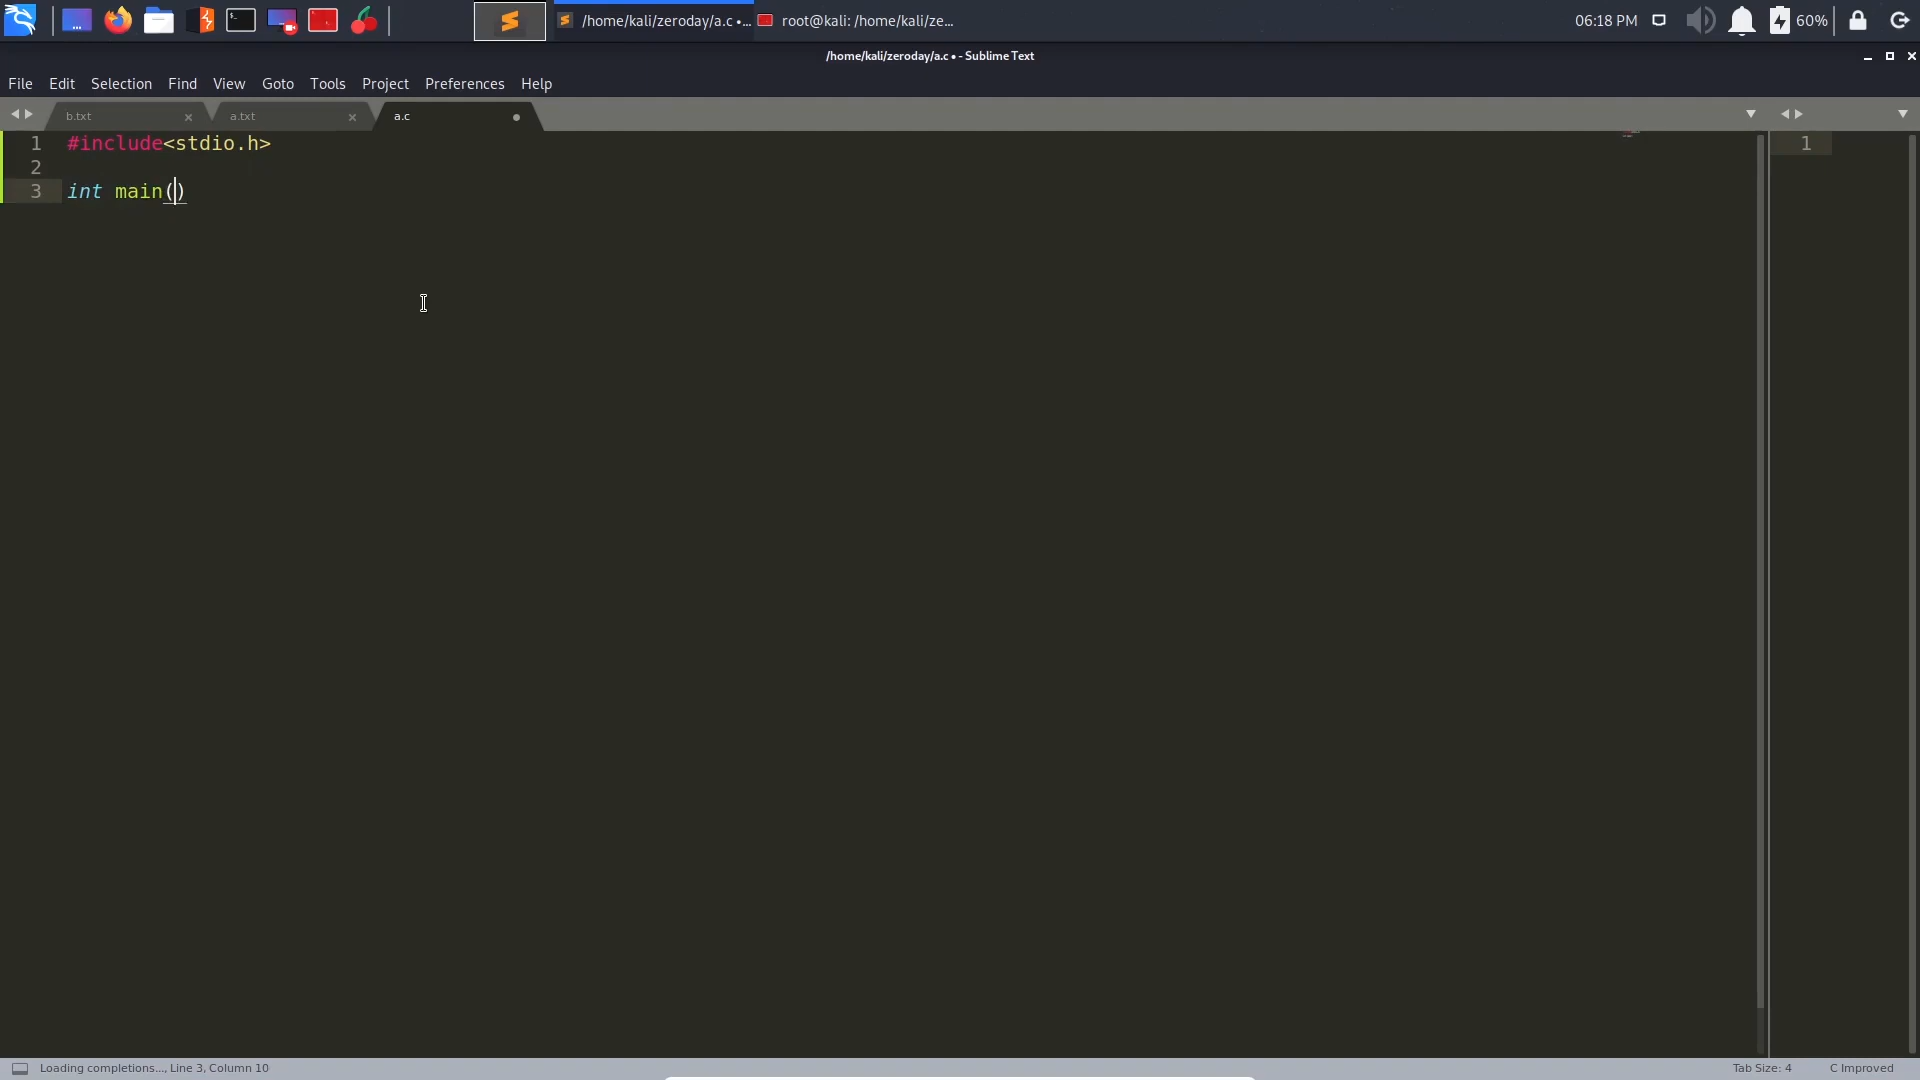 /home/kali/zeroday/a.c •...
root@kali: /home/kali/ze...
06:18 PM
60%
/home/kali/zeroday/a.c • - Sublime Text
File Edit Selection Find View Goto Tools Project Preferences Help
b.txt
a.txt
a.c
1 #include<stdio.h>
2
3 int main()
1
Loading completions..., Line 3, Column 10
Tab Size: 4
C Improved